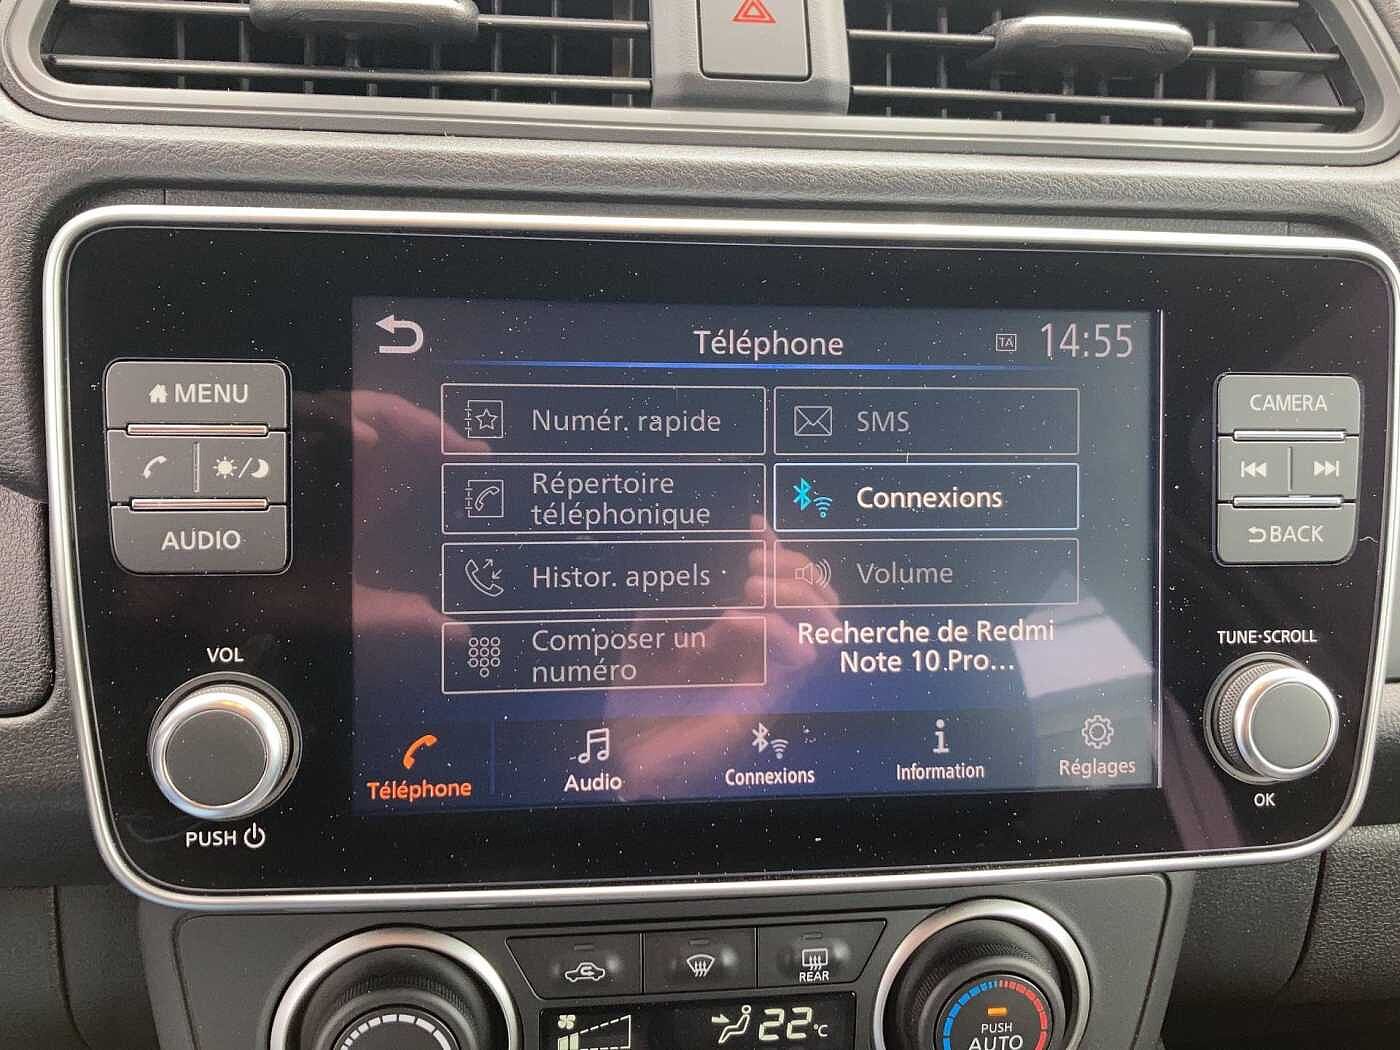 Téléphone
TA
14:55
MENU
CAMERA
Numér. rapide
SMS
Répertoire
téléphonique
Connexions
AUDIO
BACK
Histor. appels
Volume
Composer un
numéro
Recherche de Redmi
Note 10 Pro...
VOL
TUNE·SCROLL
Téléphone
Audio
Connexions
Information
Réglages
PUSH
OK
REAR
22°C
PUSH
AUTO